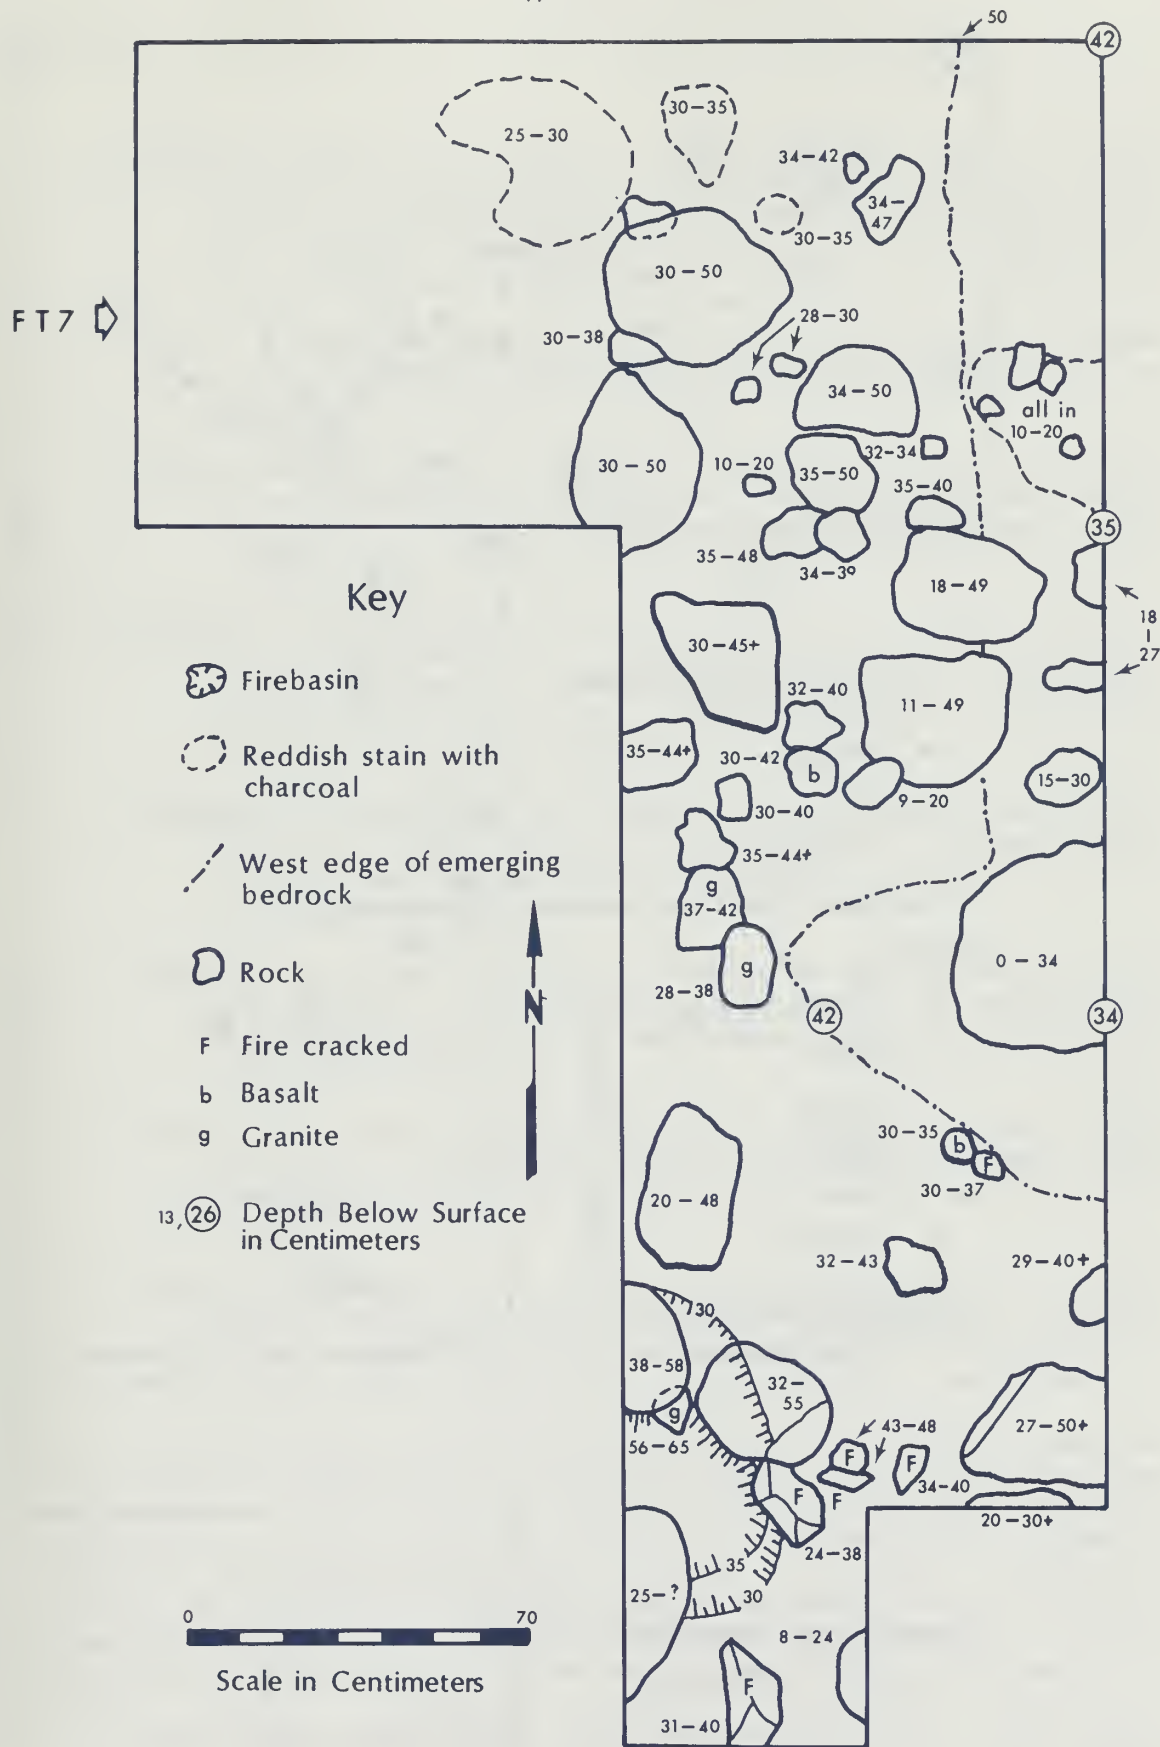 50
42
30-35
25-30
34-42
34-
47
30-35
30-50
FT7
28-30
30-38
34-50
all in
10-20
32-34
30-50
10-20
35-50
35-40
35
35-48
34-39
18-49
18
-
27
Key
Firebasin
Reddish stain with
charcoal
West edge of emerging
bedrock
Rock
F Fire cracked
b Basalt
g Granite
13, 26 Depth Below Surface
in Centimeters
N
30-45+
32-40
11-49
35-44+
30-42
b
15-30
30-40
9-20
35-44+
g
37-42
g
28-38
0-34
42
34
30-35
b
F
30-37
20-48
32-43
29-40+
30
38-58
32-
55
g
56-65
43-48
F
F
27-50+
34-40
F
F
20-30+
24-38
35
25-?
30
8-24
F
31-40
0 70
Scale in Centimeters